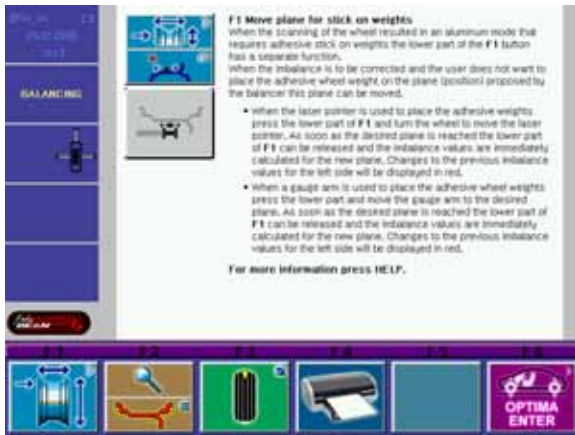 BALANCING
F1 Move plane for stick on weights
When the scanning of the wheel resulted in an aluminum mode that
requires adhesive stick on weights the lower part of the F1 button
has a separate function.
When the imbalance is to be corrected and the user does not want to
place the adhesive wheel weight on the plane (position) proposed by
the balancer this plane can be moved.
• When the laser pointer is used to place the adhesive weights
press the lower part of F1 and turn the wheel to move the laser
pointer. As soon as the desired plane is reached the lower part
of F1 can be released and the imbalance values are immediately
calculated for the new plane. Changes to the previous imbalance
values for the left side will be displayed in red.
• When a gauge arm is used to place the adhesive wheel weights
press the lower part and move the gauge arm to the desired
plane. As soon as the desired plane is reached the lower part of
F1 can be released and the imbalance values are immediately
calculated for the new plane. Changes to the previous imbalance
values for the left side will be displayed in red.
For more information press HELP.
F1 F2 F3 F4 F5 F6
OPTIMA
ENTER